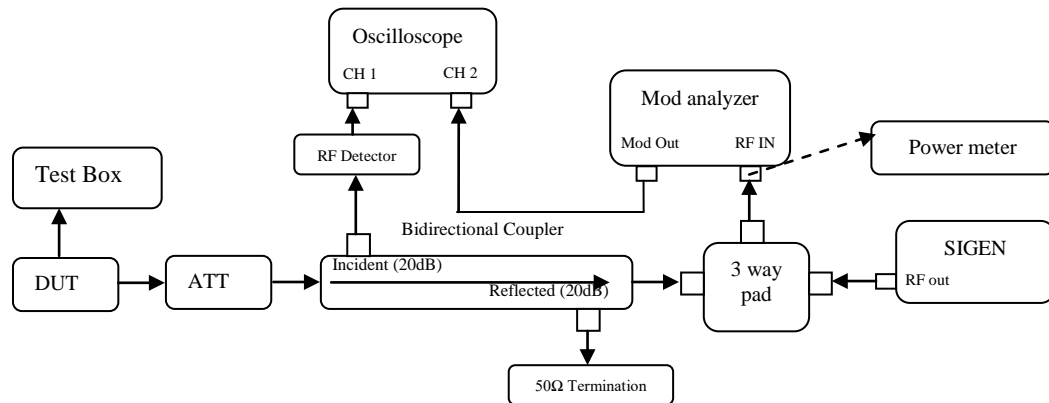 Oscilloscope
CH 1
CH 2
Mod analyzer
Mod Out
RF IN
Power meter
RF Detector
Test Box
Bidirectional Coupler
DUT
ATT
Incident (20dB)
Reflected (20dB)
3 way
pad
SIGEN
RF out
50Ω Termination